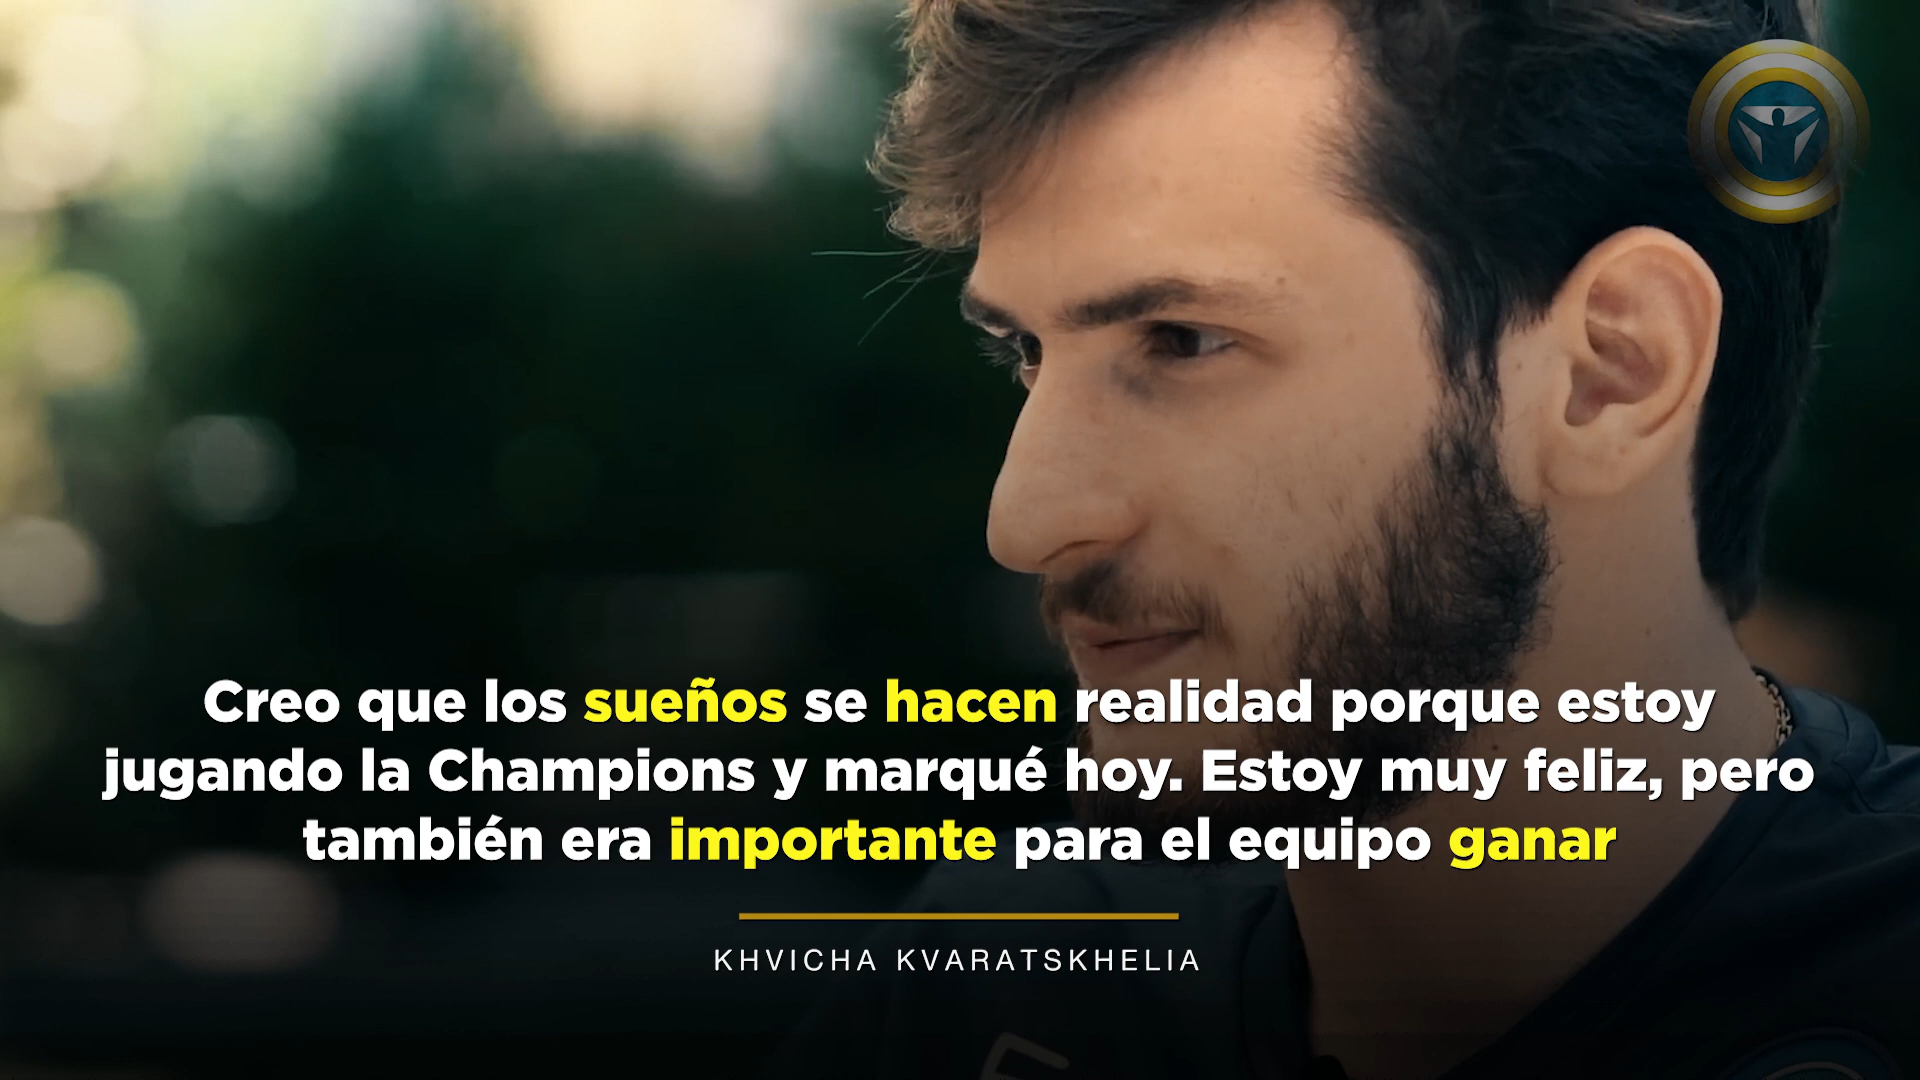 Creo que los sueños se hacen realidad porque estoy
jugando la Champions y marqué hoy. Estoy muy feliz, pero
también era importante para el equipo ganar
KHVICHA KVARATSKHELIA